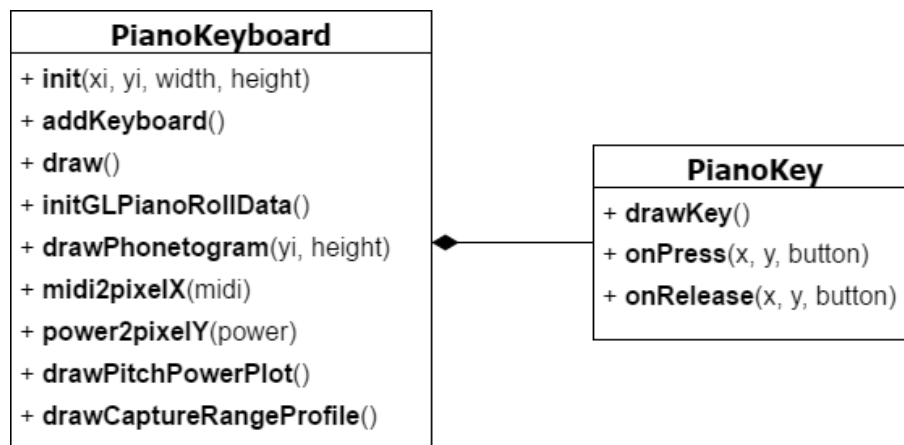 PianoKeyboard
+ init(xi, yi, width, height)
+ addKeyboard()
+ draw()
+ initGLPianoRollData()
+ drawPhonetogram(yi, height)
+ midi2pixelX(midi)
+ power2pixelY(power)
+ drawPitchPowerPlot()
+ drawCaptureRangeProfile()
PianoKey
+ drawKey()
+ onPress(x, y, button)
+ onRelease(x, y, button)